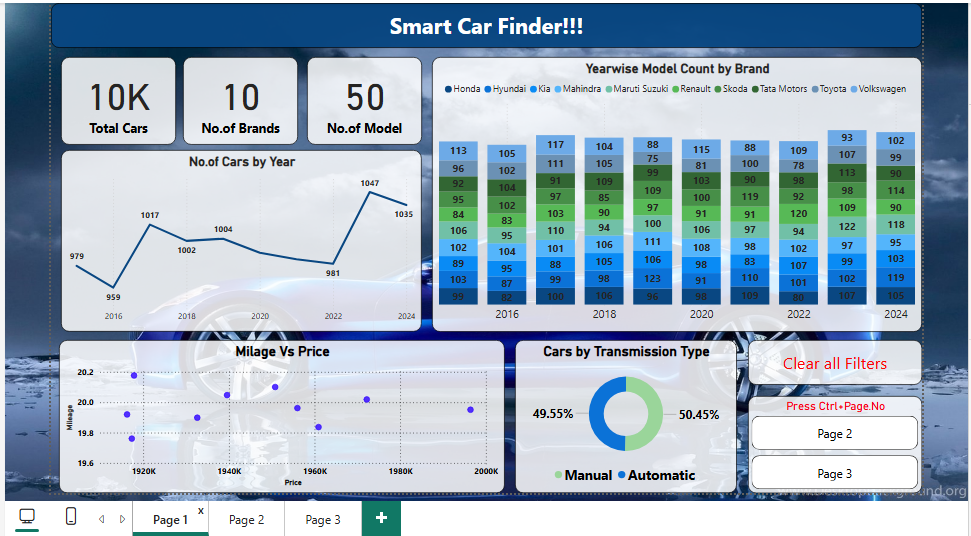 Smart Car Finder!!!
10K
Total Cars
10
No.of Brands
50
No.of Model
No.of Cars by Year
979
959
1017
1002
1004
981
1047
1035
2016
2018
2020
2022
2024
Yearwise Model Count by Brand
Honda Hyundai Kia Mahindra Maruti Suzuki Renault Skoda Tata Motors Toyota Volkswagen
113 105 117 104 88 115 88 109 93 102
96 102 111 105 75 81 100 78 107 99
92 104 91 109 99 103 90 98 113 90
95 102 97 85 109 100 119 92 98 114
84 83 103 90 97 91 91 120 109 90
106 95 110 94 100 106 97 94 122 118
102 104 101 106 111 108 98 102 97 95
89 95 88 105 106 98 83 107 99 103
103 87 99 98 123 91 110 101 102 119
99 82 100 106 96 98 109 80 107 105
2016 2018 2020 2022 2024
Milage Vs Price
Mileage
20.2
20.0
19.8
19.6
1920K 1940K 1960K 1980K 2000K
Price
Cars by Transmission Type
49.55%
50.45%
Manual Automatic
Clear all Filters
Press Ctrl+Page.No
Page 2
Page 3
Page 1 x
Page 2
Page 3
+